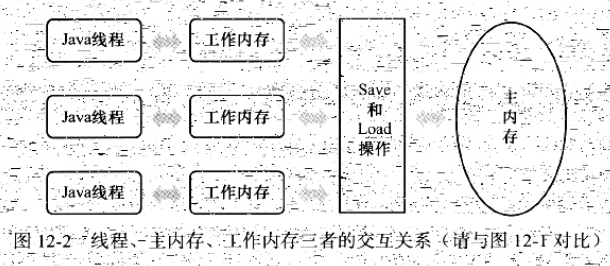 Java线程
工作内存
Java线程
工作内存
Java线程
工作内存
Save
和
Load
操作
主
内
存
图 12-2 线程、主内存、工作内存三者的交互关系（请与图 12-1 对比）